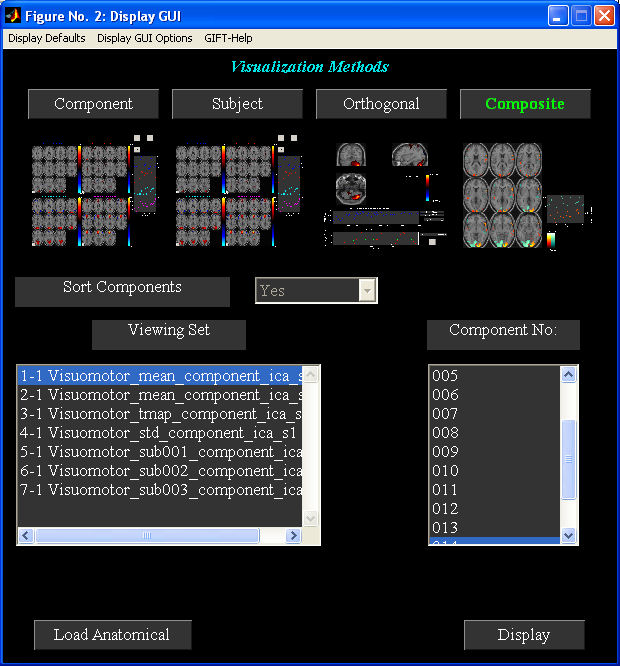 Figure No. 2: Display GUI
Display Defaults Display GUI Options GIFT-Help
Visualization Methods
Component Subject Orthogonal Composite
Sort Components Yes
Viewing Set Component No:
1-1 Visuomotor_mean_component_ica_s
2-1 Visuomotor_mean_component_ica_s
3-1 Visuomotor_tmap_component_ica_s
4-1 Visuomotor_std_component_ica_s1
5-1 Visuomotor_sub001_component_ica
6-1 Visuomotor_sub002_component_ica
7-1 Visuomotor_sub003_component_ica
005
006
007
008
009
010
011
012
013
014
Load Anatomical Display